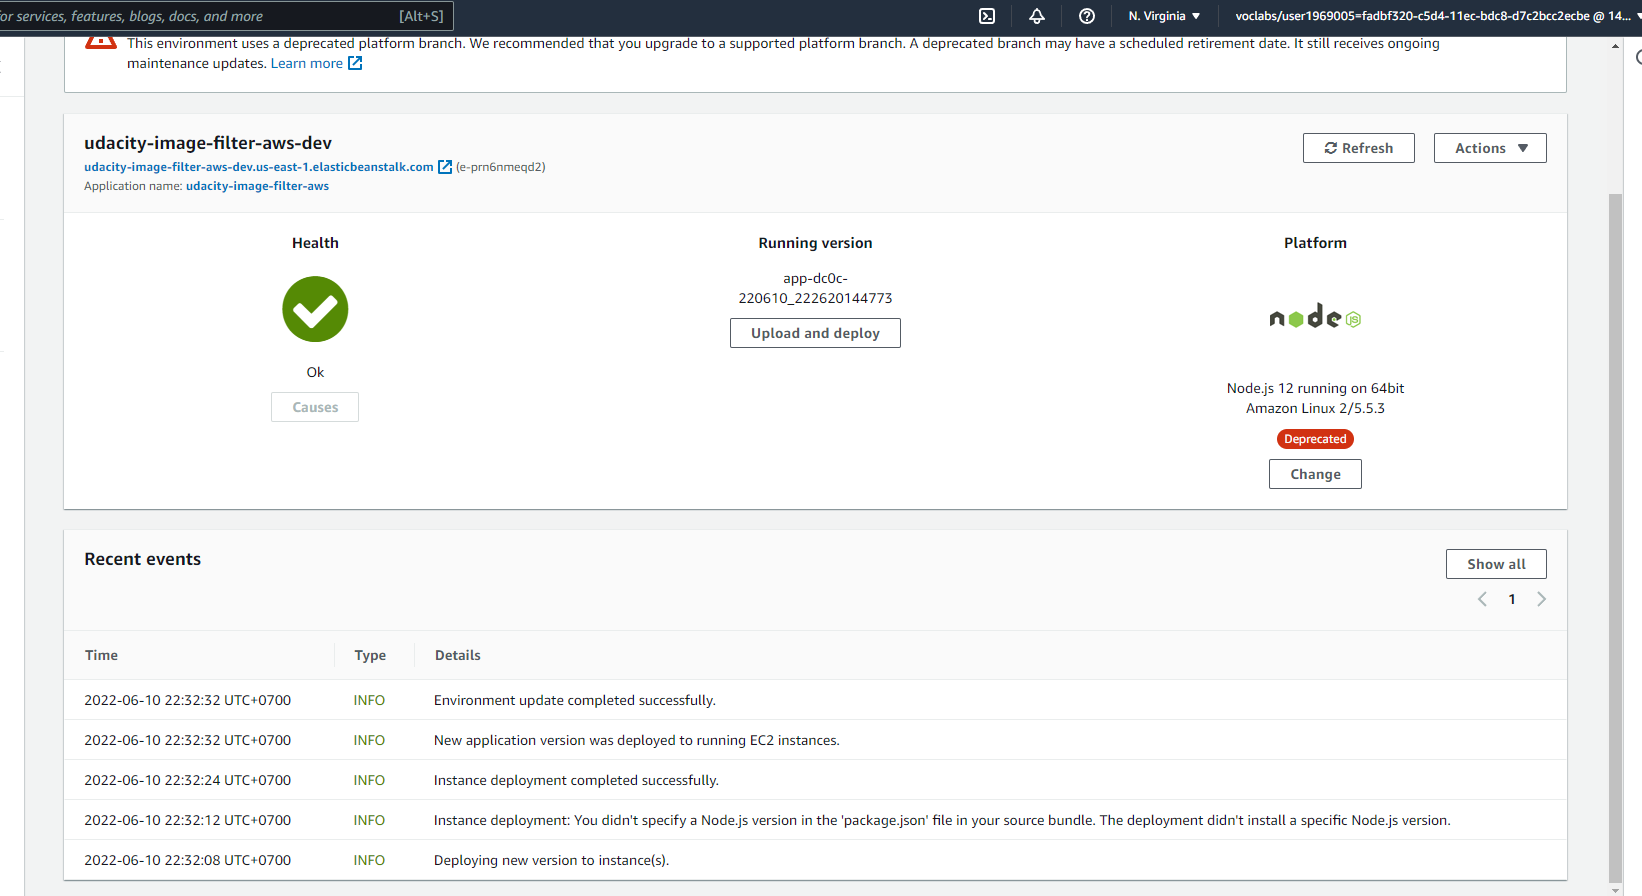 or services, features, blogs, docs, and more [Alt+S] N. Virginia ▼ voclabs/user1969005=fadbf320-c5d4-11ec-bdc8-d7c2bcc2ecbe @ 14...
This environment uses a deprecated platform branch. We recommended that you upgrade to a supported platform branch. A deprecated branch may have a scheduled retirement date. It still receives ongoing
maintenance updates. Learn more
udacity-image-filter-aws-dev
Refresh
Actions ▼
udacity-image-filter-aws-dev.us-east-1.elasticbeanstalk.com (e-prn6nmeqd2)
Application name: udacity-image-filter-aws
Health
Ok
Causes
Running version
app-dc0c-
220610_222620144773
Upload and deploy
Platform
node JS
Node.js 12 running on 64bit
Amazon Linux 2/5.5.3
Deprecated
Change
Recent events
Show all
1
Time Type Details
2022-06-10 22:32:32 UTC+0700 INFO Environment update completed successfully.
2022-06-10 22:32:32 UTC+0700 INFO New application version was deployed to running EC2 instances.
2022-06-10 22:32:24 UTC+0700 INFO Instance deployment completed successfully.
2022-06-10 22:32:12 UTC+0700 INFO Instance deployment: You didn't specify a Node.js version in the 'package.json' file in your source bundle. The deployment didn't install a specific Node.js version.
2022-06-10 22:32:08 UTC+0700 INFO Deploying new version to instance(s).